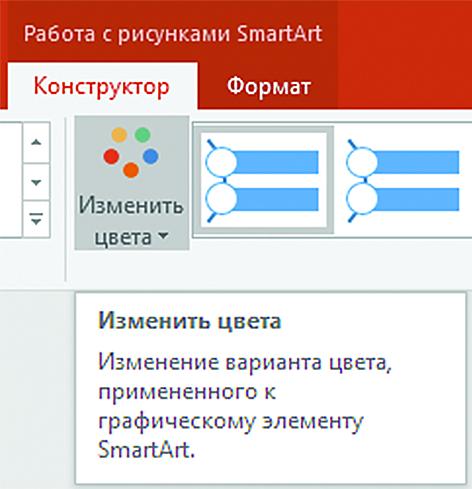 Работа с рисунками SmartArt
Конструктор Формат
Изменить
цвета
Изменить цвета
Изменение варианта цвета,
примененного к
графическому элементу
SmartArt.